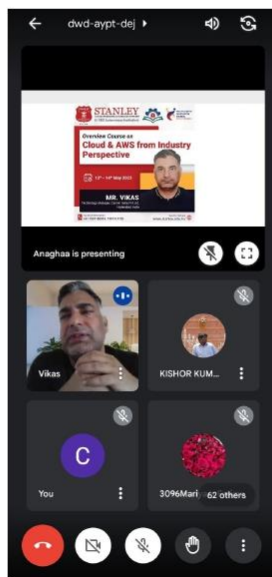 dwd-aypt-dej
STANLEY
Overview Course on
Cloud & AWS from Industry
Perspective
MR. VIKAS
Anaghaa is presenting
Vikas
KISHOR KUM...
C
You
3096Mari
62 others